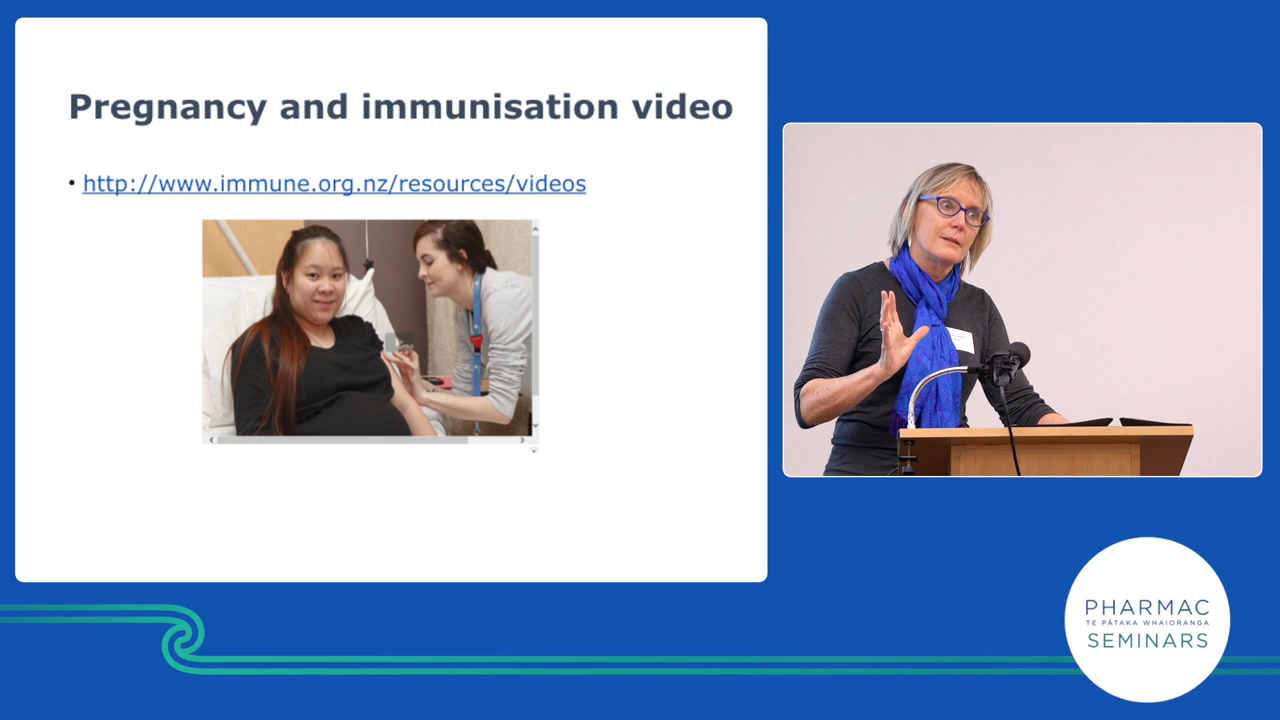 Pregnancy and immunisation video
• http://www.immune.org.nz/resources/videos
PHARMAC
TE PĀTAKA WHAIORANGA
SEMINARS